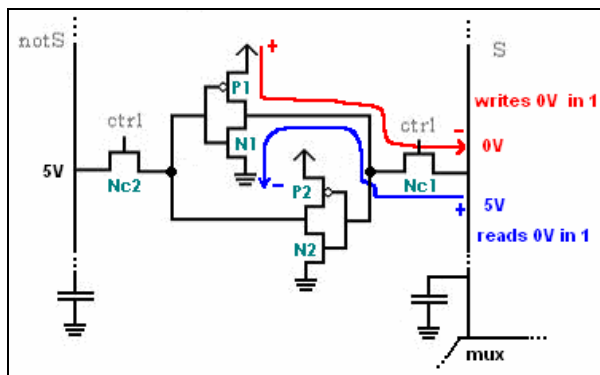 notS
S
+
P1
writes 0V in 1
ctrl
ctrl
-
N1
0V
5V
Nc2
-
P2
Nc1
+
5V
N2
reads 0V in 1
mux